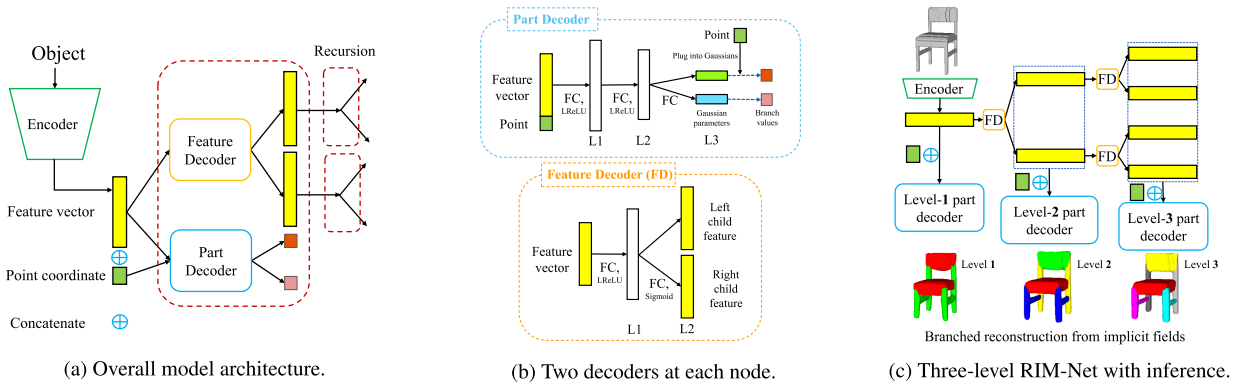 Object
Encoder
Feature vector
Point coordinate
Concatenate
Feature
Decoder
Part
Decoder
Recursion
(a) Overall model architecture.
Part Decoder
Feature
vector
Point
FC,
LReLU
FC,
LReLU
FC
Point
Plug into Gaussians
Gaussian
parameters
Branch
values
L1
L2
L3
Feature Decoder (FD)
Feature
vector
FC,
LReLU
FC,
Sigmoid
Left
child
feature
Right
child
feature
L1
L2
(b) Two decoders at each node.
Encoder
FD
FD
FD
Level-1 part
decoder
Level-2 part
decoder
Level-3 part
decoder
Level 1
Level 2
Level 3
Branched reconstruction from implicit fields
(c) Three-level RIM-Net with inference.